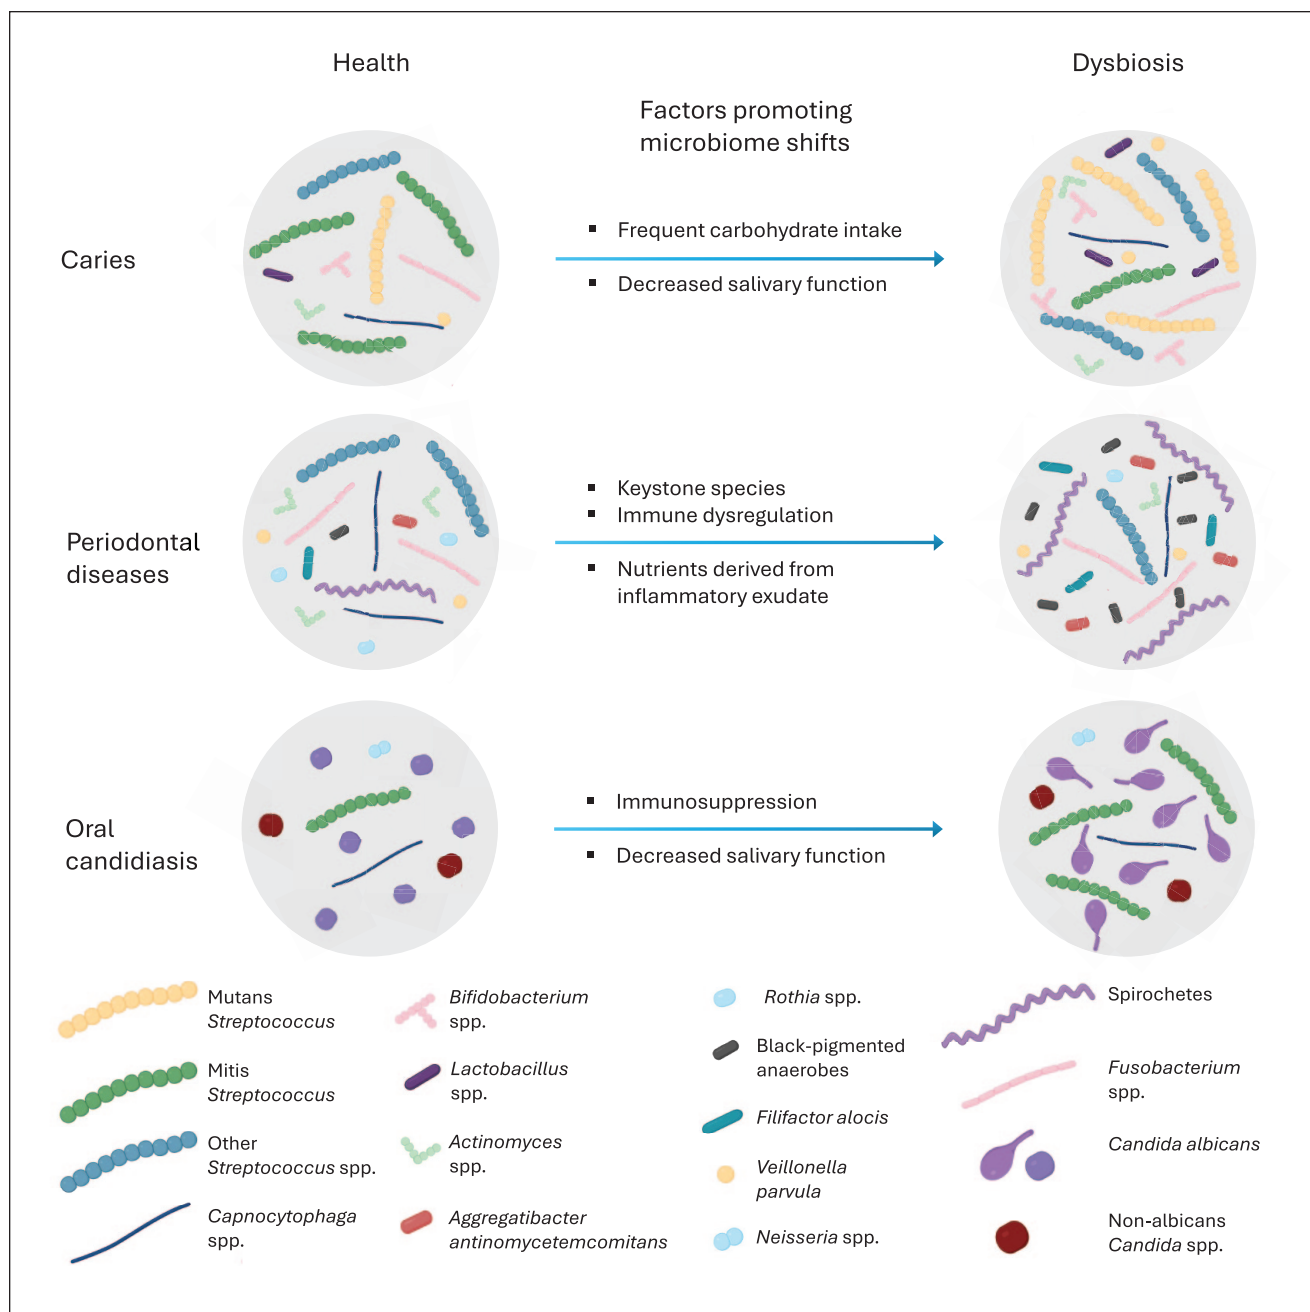 Health
Dysbiosis
Factors promoting
microbiome shifts
Caries
▪ Frequent carbohydrate intake
▪ Decreased salivary function
Periodontal
diseases
▪ Keystone species
▪ Immune dysregulation
▪ Nutrients derived from
inflammatory exudate
Oral
candidiasis
▪ Immunosuppression
▪ Decreased salivary function
Mutans
Streptococcus
Mitis
Streptococcus
Other
Streptococcus spp.
Capnocytophaga
spp.
Bifidobacterium
spp.
Lactobacillus
spp.
Actinomyces
spp.
Aggregatibacter
antinomycetemcomitans
Rothia spp.
Black-pigmented
anaerobes
Filifactor alocis
Veillonella
parvula
Neisseria spp.
Spirochetes
Fusobacterium
spp.
Candida albicans
Non-albicans
Candida spp.